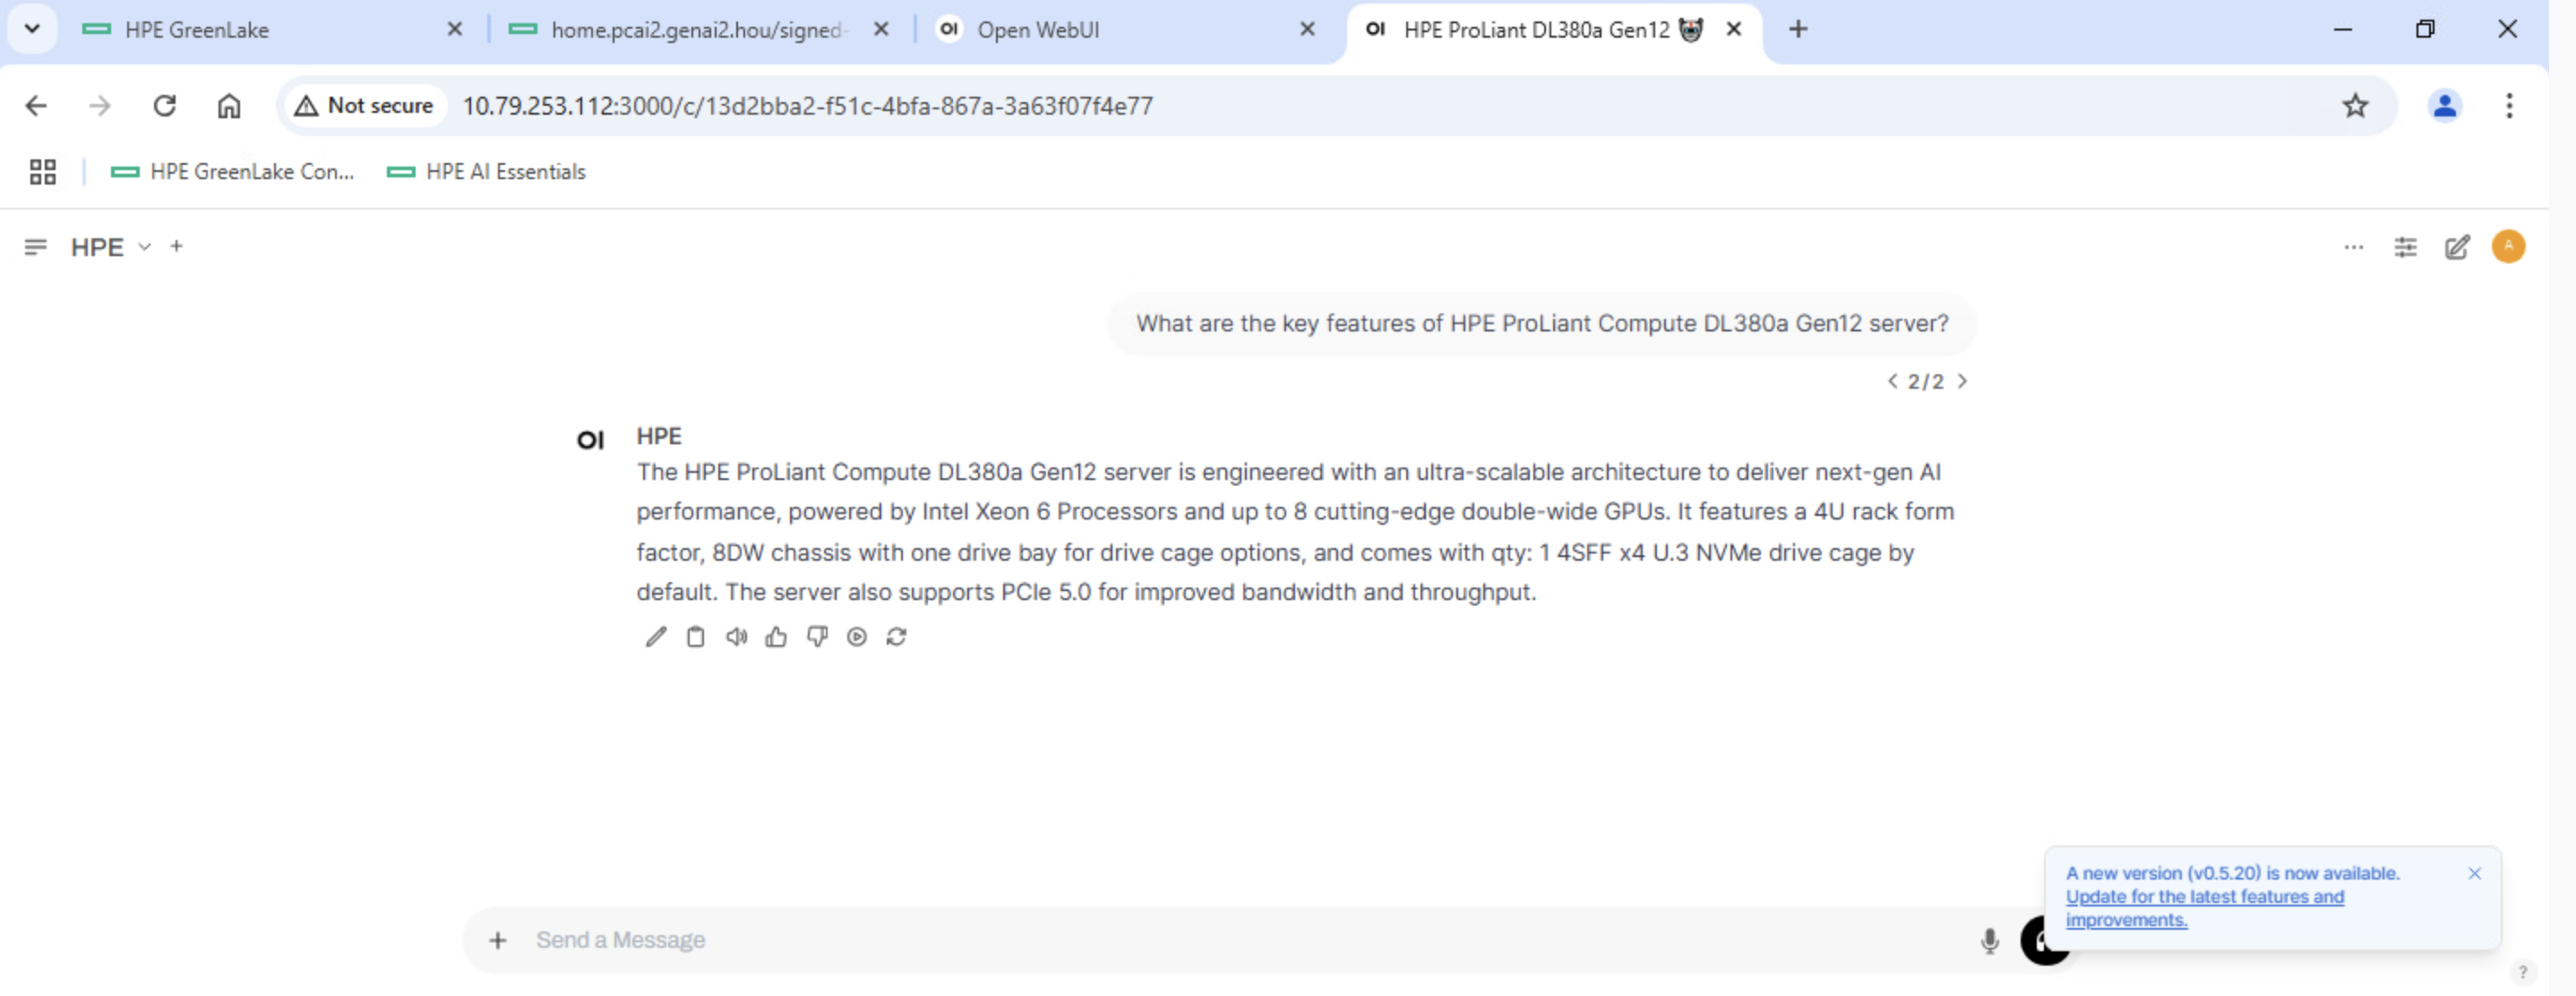 HPE GreenLake
home.pcai2.genai2.hou/signed-
OI Open WebUI
OI HPE ProLiant DL380a Gen12
Not secure
10.79.253.112:3000/c/13d2bba2-f51c-4bfa-867a-3a63f07f4e77
HPE GreenLake Con...
HPE AI Essentials
HPE
A
What are the key features of HPE ProLiant Compute DL380a Gen12 server?
2/2
OI HPE
The HPE ProLiant Compute DL380a Gen12 server is engineered with an ultra-scalable architecture to deliver next-gen AI
performance, powered by Intel Xeon 6 Processors and up to 8 cutting-edge double-wide GPUs. It features a 4U rack form
factor, 8DW chassis with one drive bay for drive cage options, and comes with qty: 1 4SFF x4 U.3 NVMe drive cage by
default. The server also supports PCIe 5.0 for improved bandwidth and throughput.
A new version (v0.5.20) is now available.
Update for the latest features and
improvements.
Send a Message
?